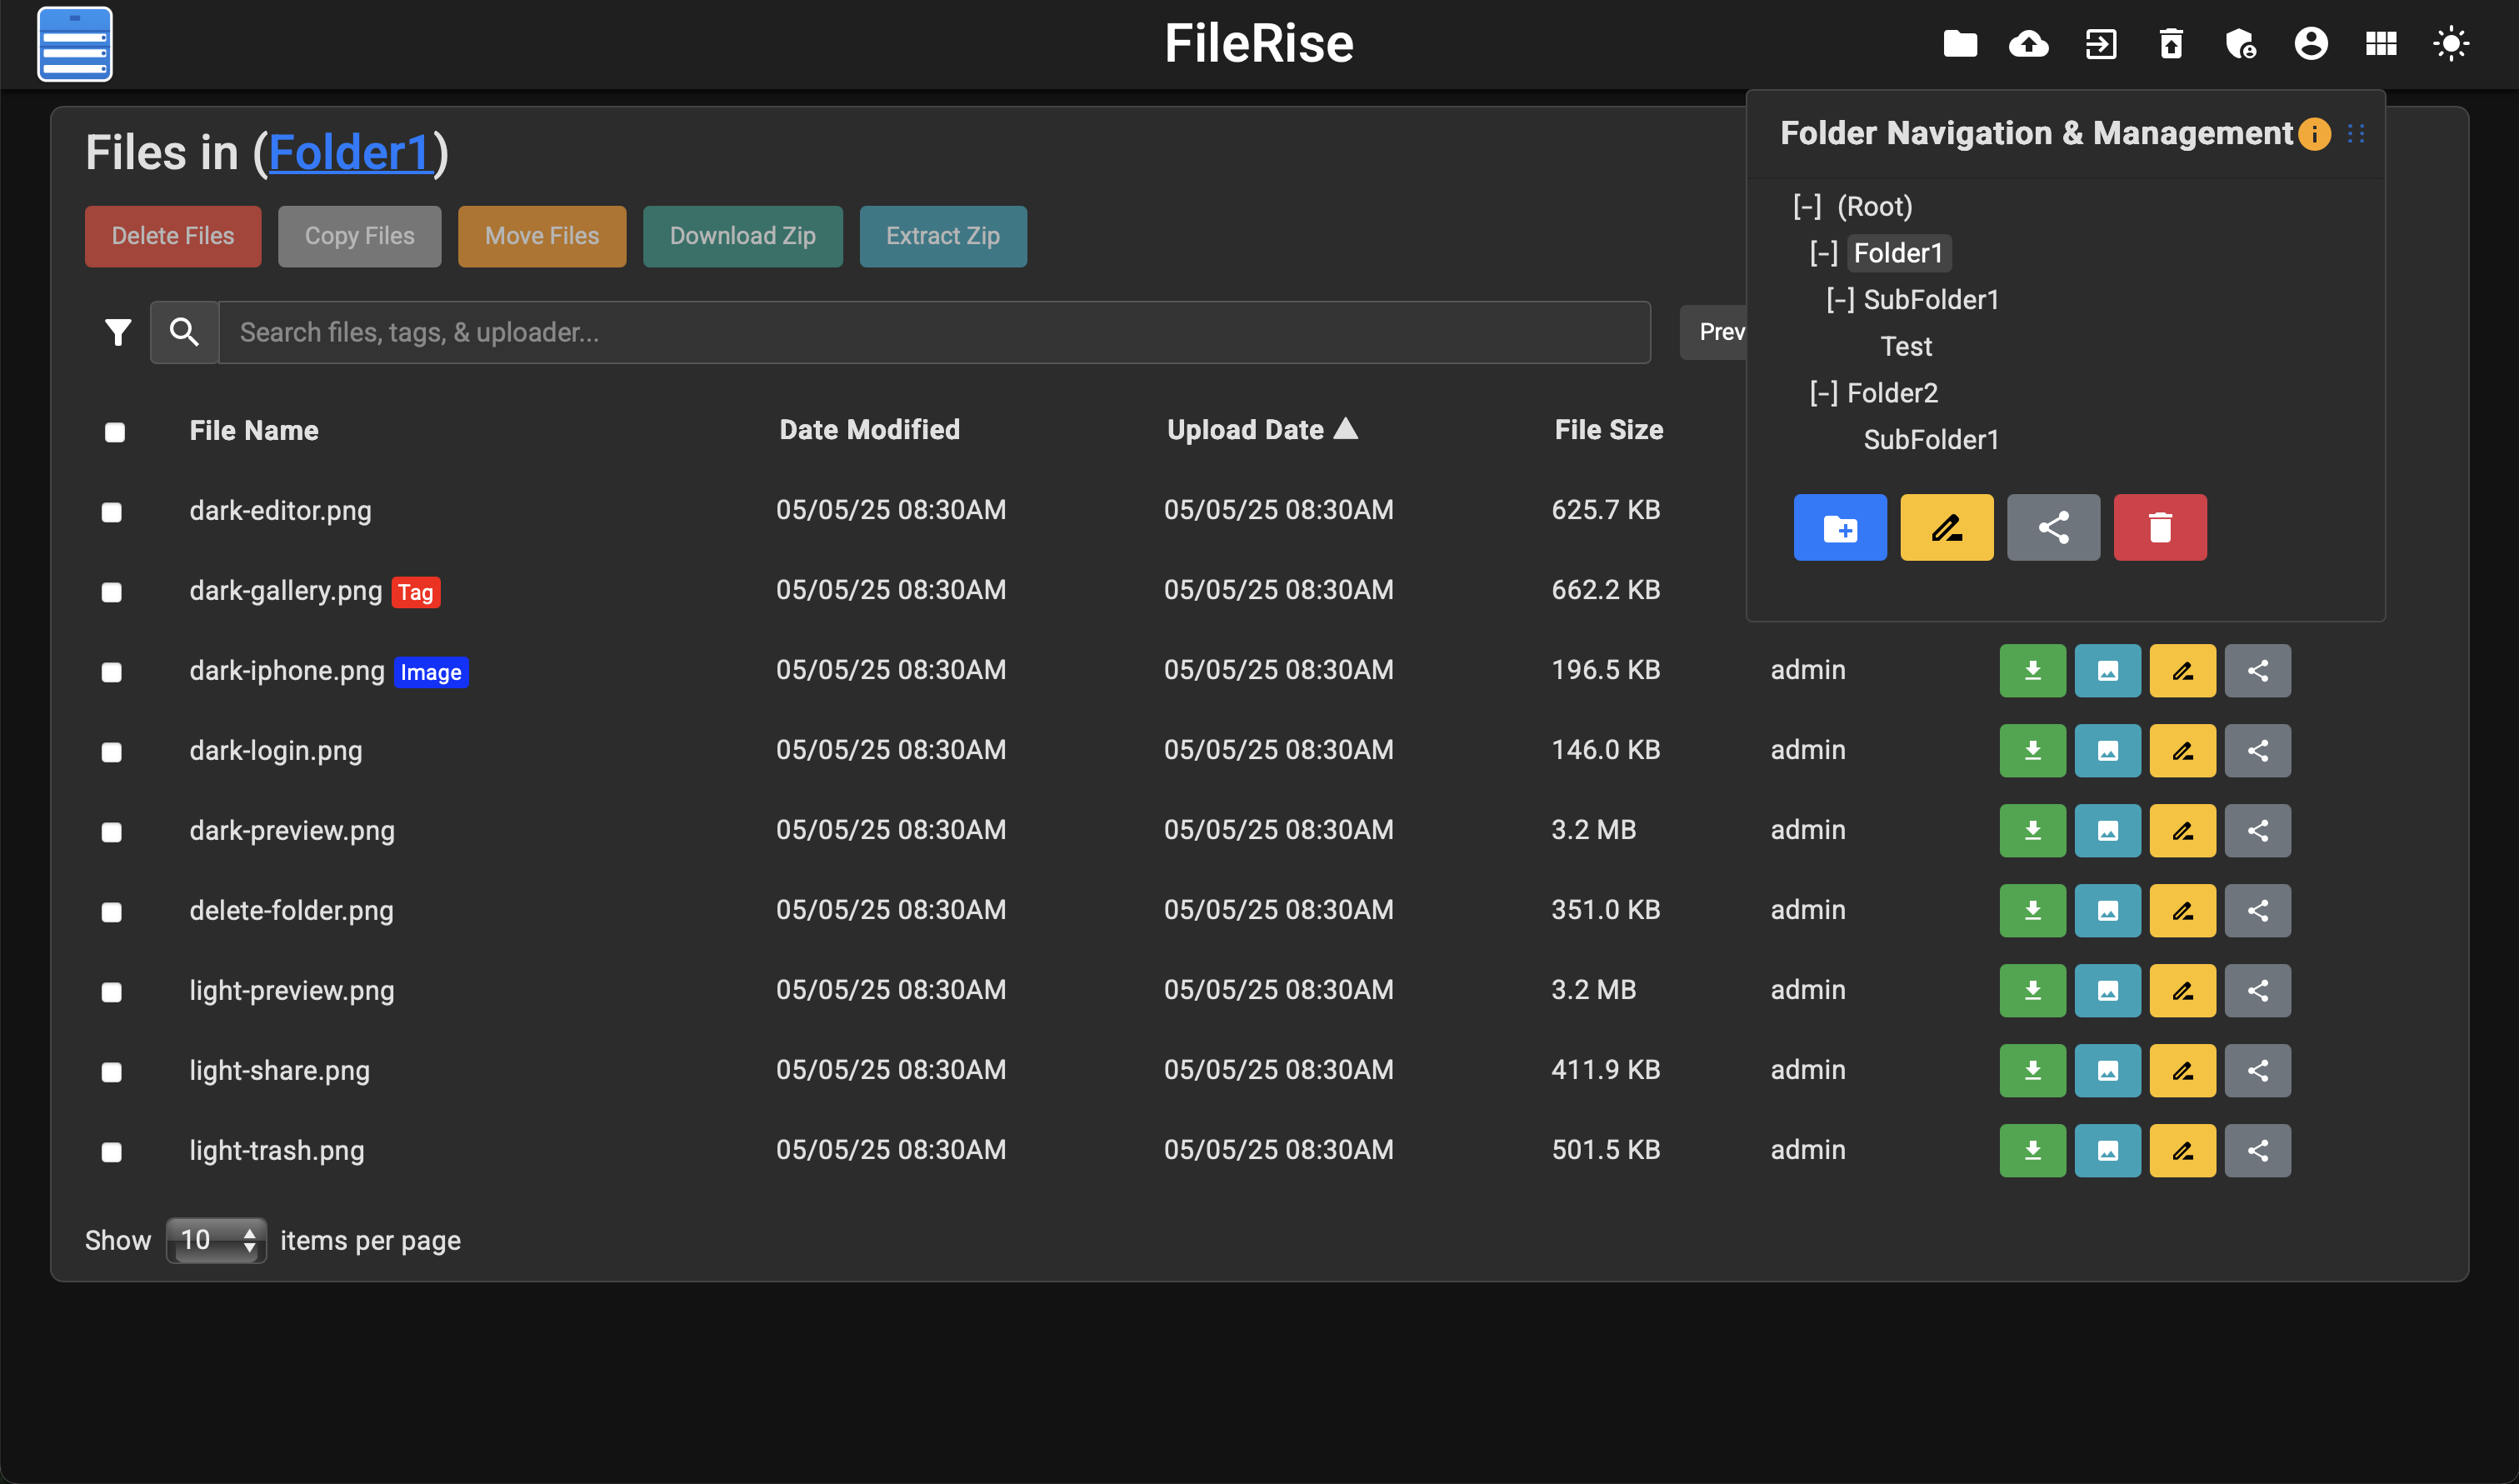 FileRise
Files in (Folder1)
Delete Files Copy Files Move Files Download Zip Extract Zip
Search files, tags, & uploader...
Prev
File Name Date Modified Upload Date ▲ File Size
dark-editor.png 05/05/25 08:30AM 05/05/25 08:30AM 625.7 KB
dark-gallery.png Tag 05/05/25 08:30AM 05/05/25 08:30AM 662.2 KB
dark-iphone.png Image 05/05/25 08:30AM 05/05/25 08:30AM 196.5 KB admin
dark-login.png 05/05/25 08:30AM 05/05/25 08:30AM 146.0 KB admin
dark-preview.png 05/05/25 08:30AM 05/05/25 08:30AM 3.2 MB admin
delete-folder.png 05/05/25 08:30AM 05/05/25 08:30AM 351.0 KB admin
light-preview.png 05/05/25 08:30AM 05/05/25 08:30AM 3.2 MB admin
light-share.png 05/05/25 08:30AM 05/05/25 08:30AM 411.9 KB admin
light-trash.png 05/05/25 08:30AM 05/05/25 08:30AM 501.5 KB admin
Show 10 items per page
Folder Navigation & Management i
[-] (Root)
[-] Folder1
[-] SubFolder1
Test
[-] Folder2
SubFolder1